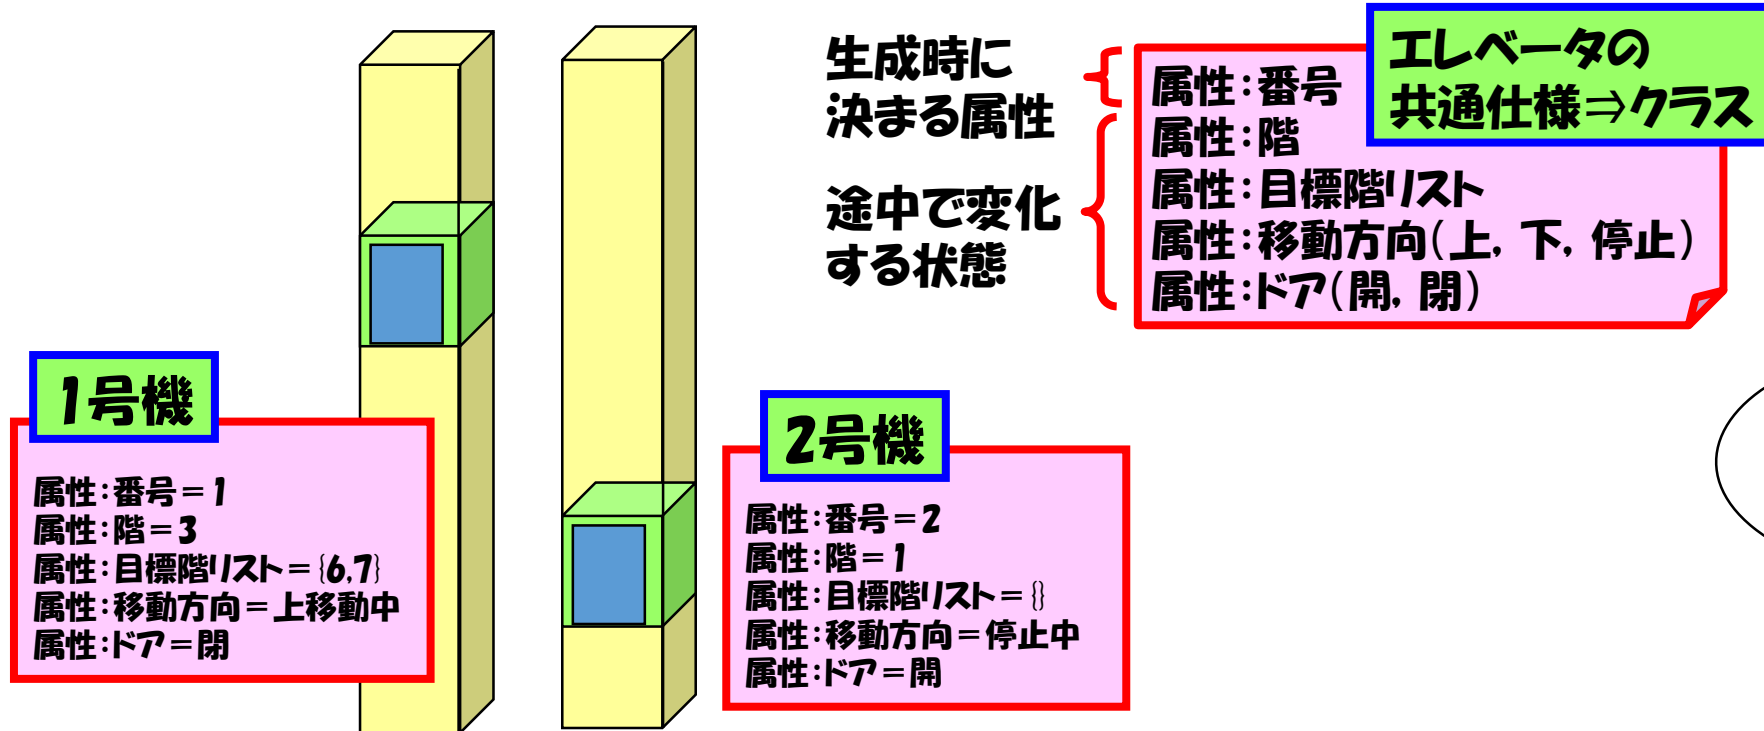 生成時に
決まる属性
途中で変化
する状態
エレベータの
共通仕様⇒クラス
属性:番号
属性:階
属性:目標階リスト
属性:移動方向(上, 下, 停止)
属性:ドア(開, 閉)
1号機
属性:番号=1
属性:階=3
属性:目標階リスト={6,7}
属性:移動方向=上移動中
属性:ドア=閉
2号機
属性:番号=2
属性:階=1
属性:目標階リスト={}
属性:移動方向=停止中
属性:ドア=開